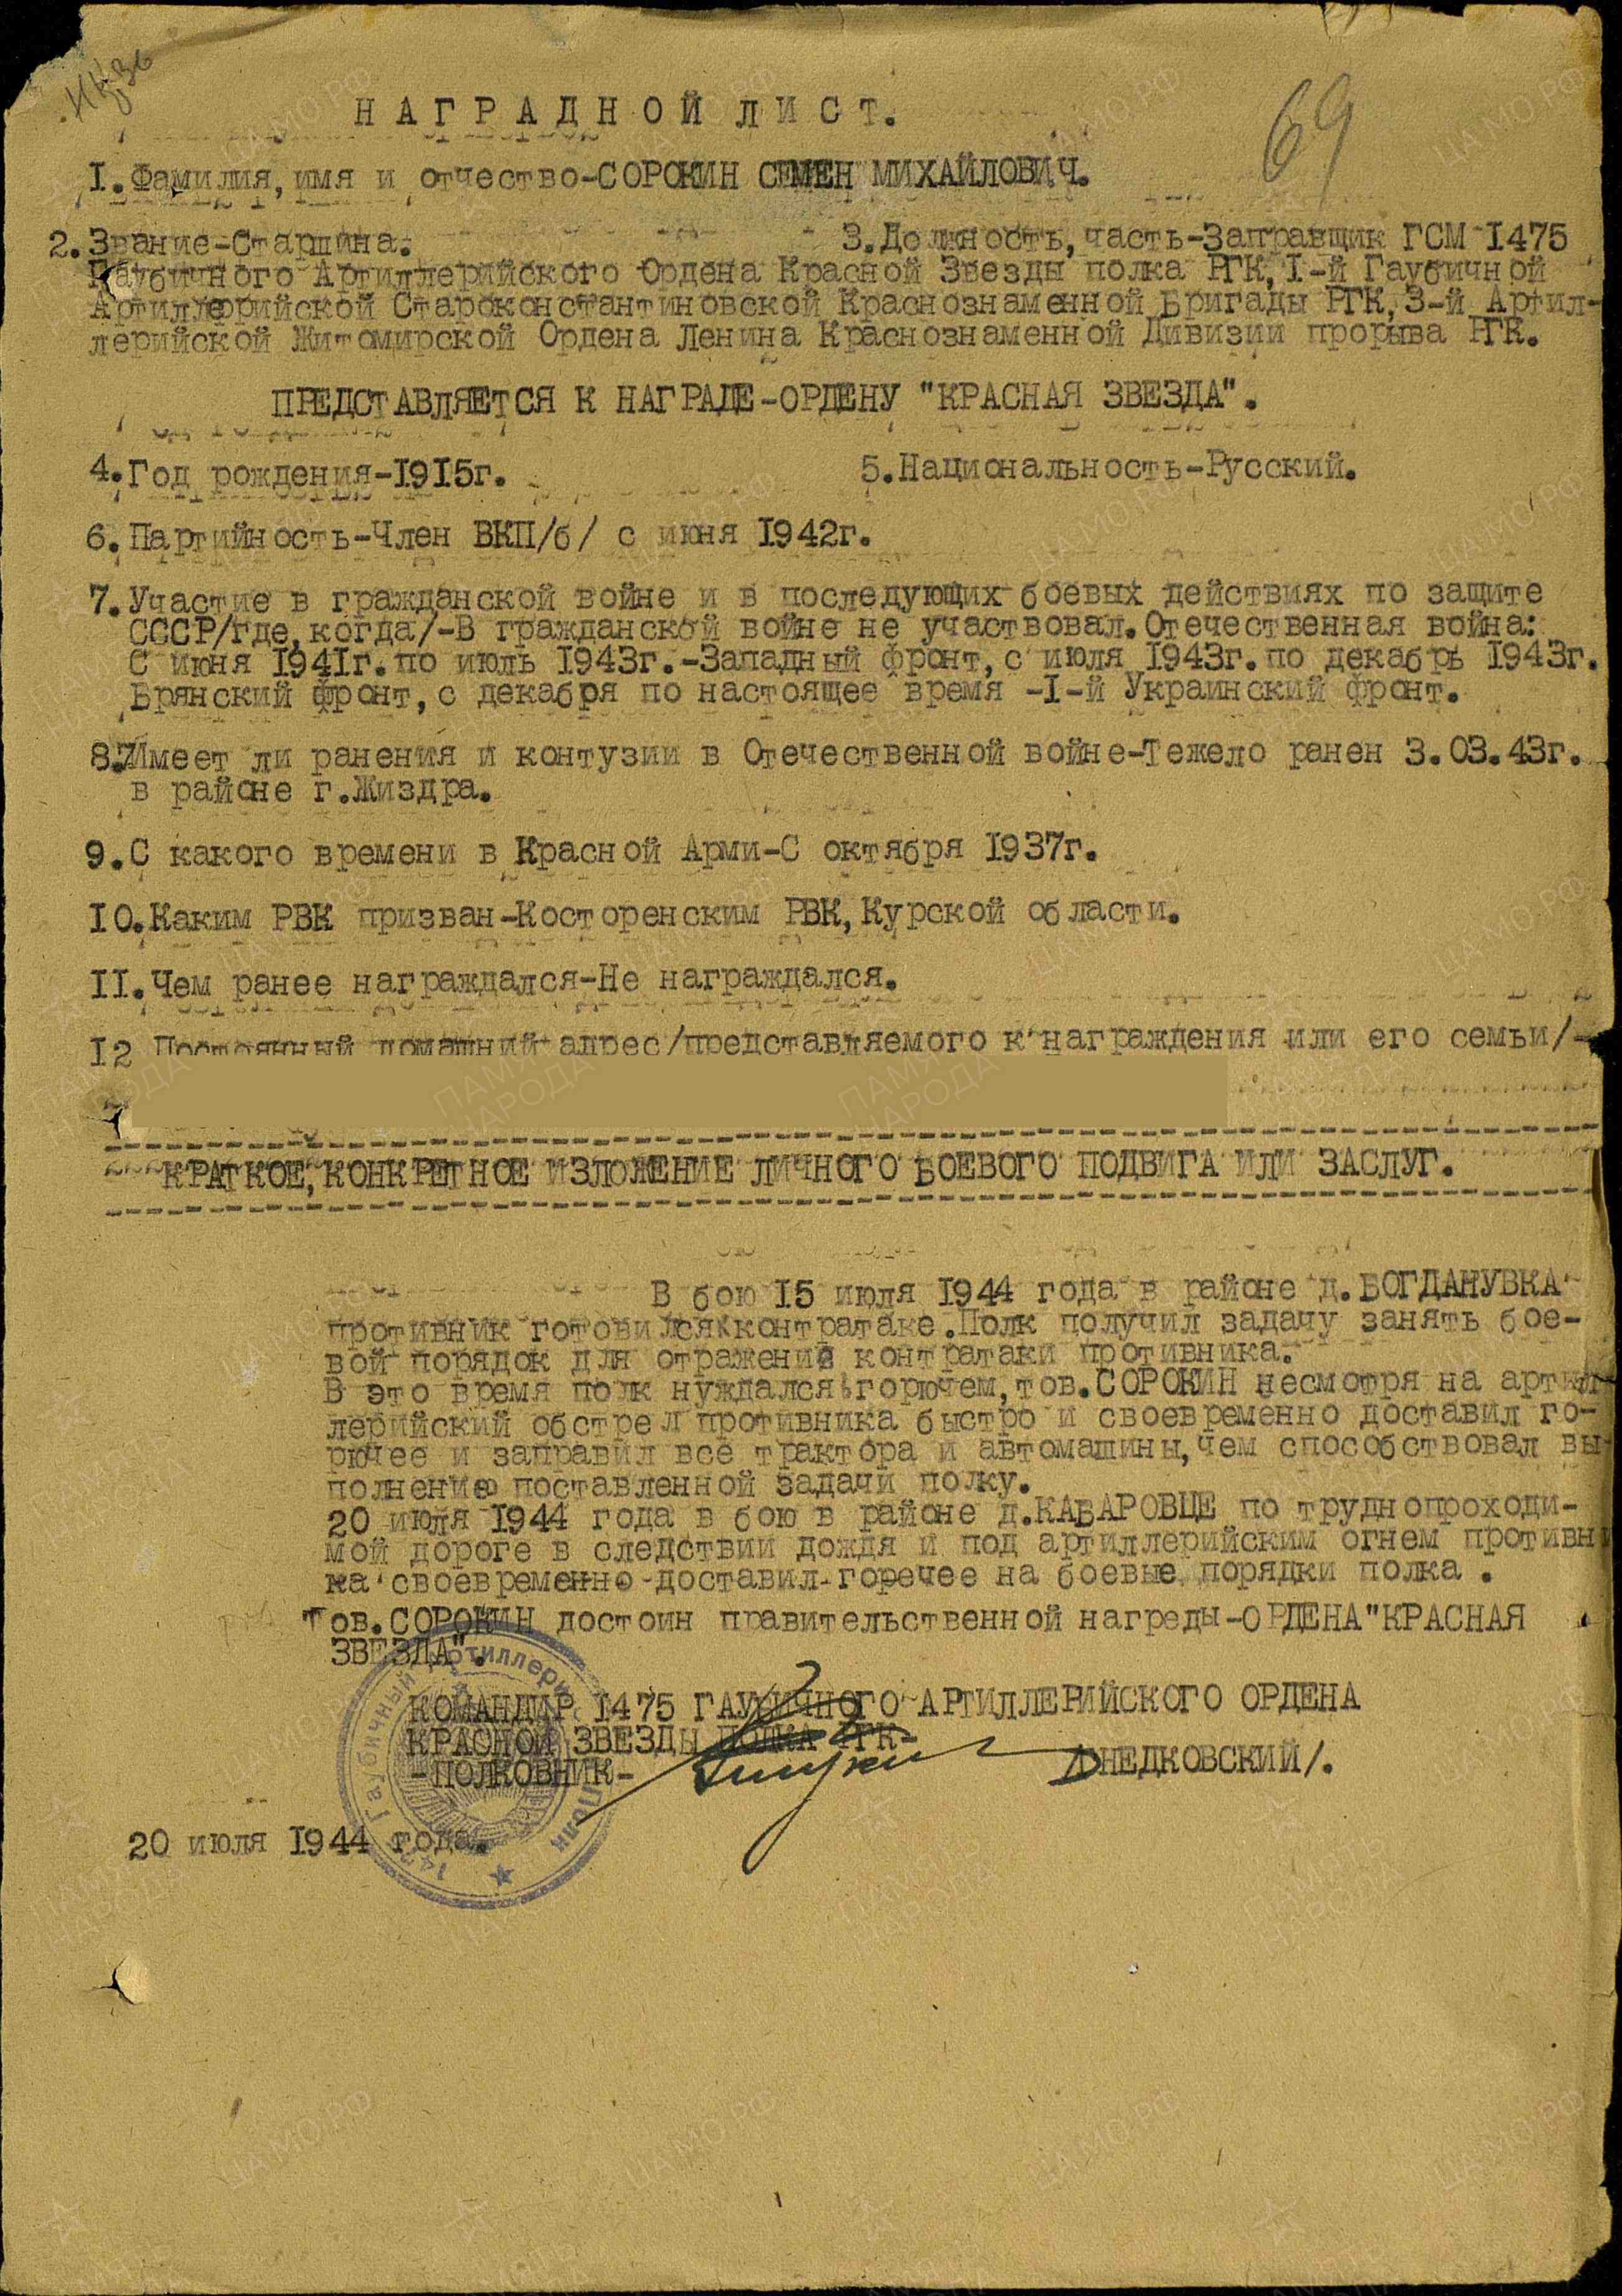 69
НАГРАДНОЙ ЛИСТ.
I. Фамилия, имя и отчество-СОРОКИН СЕМЕН МИХАЙЛОВИЧ.
2. Звание-Старшина. 3. Должность, часть-Заправщик ГСМ 1475
Гаубичного Артиллерийского Ордена Красной Звезды полка РГК, I-й Гаубичной
Артиллерийской Староконстантиновской Краснознаменной Бригады РГК, 3-й Артил-
лерийской Житомирской Ордена Ленина Краснознаменной Дивизии прорыва РГК.
ПРЕДСТАВЛЯЕТСЯ К НАГРАДЕ-ОРДЕНУ "КРАСНАЯ ЗВЕЗДА".
4. Год рождения-1915г. 5. Национальность-Русский.
6. Партийность-Член ВКП/б/ с июня 1942г.
7. Участие в гражданской войне и в последующих боевых действиях по защите
СССР/где, когда/-В гражданской войне не участвовал. Отечественная война:
С июня 1941г. по июль 1943г.-Западный фронт, с июля 1943г. по декабрь 1943г.
Брянский фронт, с декабря по настоящее время -I-й Украинский фронт.
8. Имеет ли ранения и контузии в Отечественной войне-Тежело ранен 3.03.43г.
в районе г. Жиздра.
9. С какого времени в Красной Арми-С октября 1937г.
10. Каким РВК призван-Косторенским РВК, Курской области.
II. Чем ранее награждался-Не награждался.
12 Постоянный домашний адрес/представляемого к награждения или его семьи/-
КРАТКОЕ, КОНКРЕТНОЕ ИЗЛОЖЕНИЕ ЛИЧНОГО БОЕВОГО ПОДВИГА ИЛИ ЗАСЛУГ.
В бою 15 июля 1944 года в районе д. БОГДАНУВКА
противник готовился к контратаке. Полк получил задачу занять бое-
вой порядок для отражения контратаки противника.
В это время полк нуждался в горючем, тов. СОРОКИН несмотря на артил
лерийский обстрел противника быстро и своевременно доставил го-
рючее и заправил все трактора и автомашины, чем способствовал вы-
полнению поставленной задачи полку.
20 июля 1944 года в бою в районе д. КАБАРОВЦЕ по труднопроходи-
мой дороге в следствии дождя и под артиллерийским огнем противни
ка своевременно доставил горечее на боевые порядки полка.
Тов. СОРОКИН достоин правительственной нагреды-ОРДЕНА "КРАСНАЯ
ЗВЕЗДА".
КОМАНДИР 1475 ГАУБИЧНОГО АРТИЛЛЕРИЙСКОГО ОРДЕНА
КРАСНОЙ ЗВЕЗДЫ ПОЛКА РГК-
-ПОЛКОВНИК- /НЕДКОВСКИЙ/.
20 июля 1944 года.